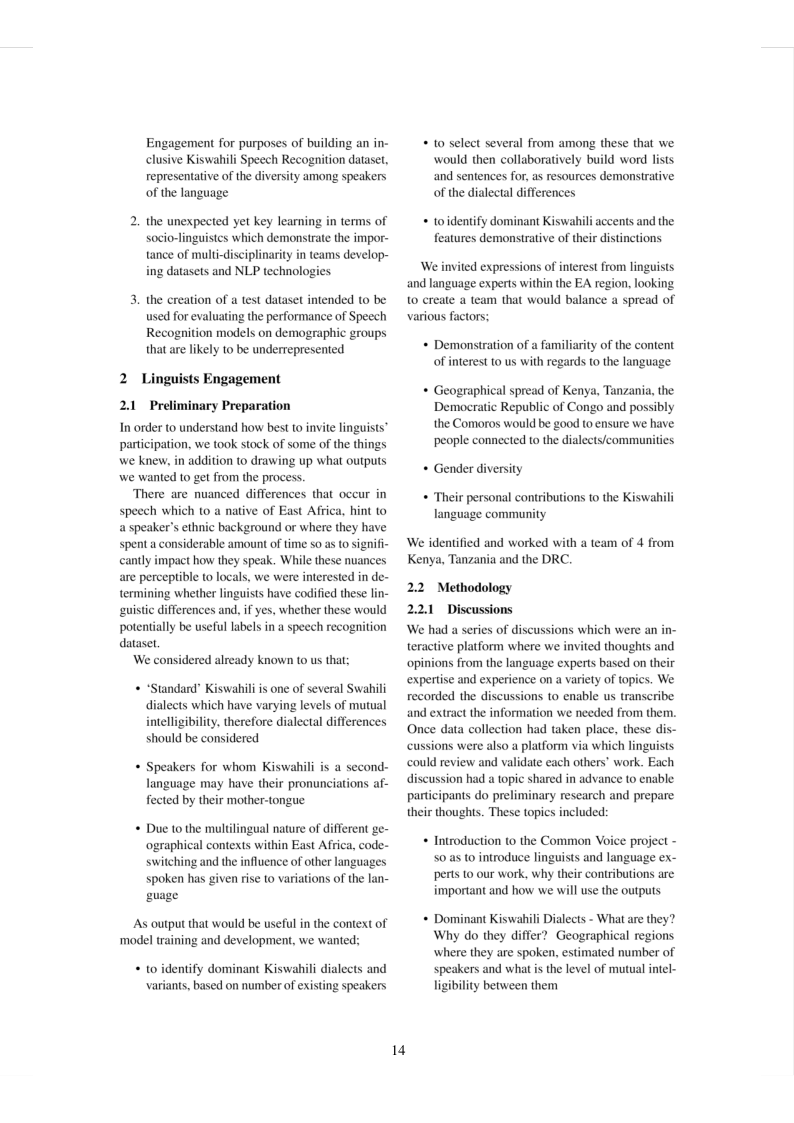 Engagement for purposes of building an in-
clusive Kiswahili Speech Recognition dataset,
representative of the diversity among speakers
of the language
2. the unexpected yet key learning in terms of
socio-linguistcs which demonstrate the impor-
tance of multi-disciplinarity in teams develop-
ing datasets and NLP technologies
3. the creation of a test dataset intended to be
used for evaluating the performance of Speech
Recognition models on demographic groups
that are likely to be underrepresented
2 Linguists Engagement
2.1 Preliminary Preparation
In order to understand how best to invite linguists’
participation, we took stock of some of the things
we knew, in addition to drawing up what outputs
we wanted to get from the process.
There are nuanced differences that occur in
speech which to a native of East Africa, hint to
a speaker’s ethnic background or where they have
spent a considerable amount of time so as to signifi-
cantly impact how they speak. While these nuances
are perceptible to locals, we were interested in de-
termining whether linguists have codified these lin-
guistic differences and, if yes, whether these would
potentially be useful labels in a speech recognition
dataset.
We considered already known to us that;
• ‘Standard’ Kiswahili is one of several Swahili
dialects which have varying levels of mutual
intelligibility, therefore dialectal differences
should be considered
• Speakers for whom Kiswahili is a second-
language may have their pronunciations af-
fected by their mother-tongue
• Due to the multilingual nature of different ge-
ographical contexts within East Africa, code-
switching and the influence of other languages
spoken has given rise to variations of the lan-
guage
As output that would be useful in the context of
model training and development, we wanted;
• to identify dominant Kiswahili dialects and
variants, based on number of existing speakers
• to select several from among these that we
would then collaboratively build word lists
and sentences for, as resources demonstrative
of the dialectal differences
• to identify dominant Kiswahili accents and the
features demonstrative of their distinctions
We invited expressions of interest from linguists
and language experts within the EA region, looking
to create a team that would balance a spread of
various factors;
• Demonstration of a familiarity of the content
of interest to us with regards to the language
• Geographical spread of Kenya, Tanzania, the
Democratic Republic of Congo and possibly
the Comoros would be good to ensure we have
people connected to the dialects/communities
• Gender diversity
• Their personal contributions to the Kiswahili
language community
We identified and worked with a team of 4 from
Kenya, Tanzania and the DRC.
2.2 Methodology
2.2.1 Discussions
We had a series of discussions which were an in-
teractive platform where we invited thoughts and
opinions from the language experts based on their
expertise and experience on a variety of topics. We
recorded the discussions to enable us transcribe
and extract the information we needed from them.
Once data collection had taken place, these dis-
cussions were also a platform via which linguists
could review and validate each others’ work. Each
discussion had a topic shared in advance to enable
participants do preliminary research and prepare
their thoughts. These topics included:
• Introduction to the Common Voice project -
so as to introduce linguists and language ex-
perts to our work, why their contributions are
important and how we will use the outputs
• Dominant Kiswahili Dialects - What are they?
Why do they differ? Geographical regions
where they are spoken, estimated number of
speakers and what is the level of mutual intel-
ligibility between them
14